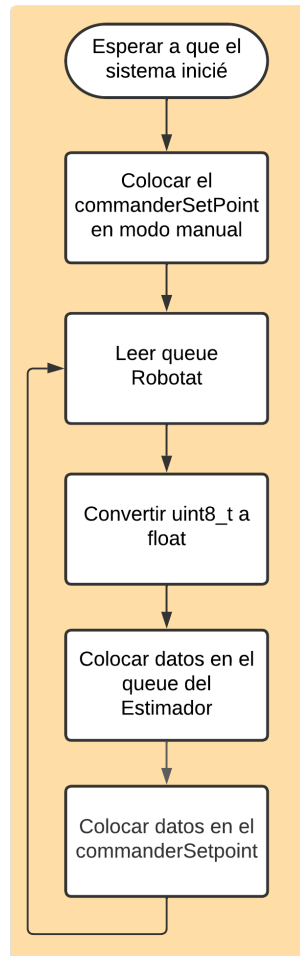 Esperar a que el
sistema inicié
Colocar el
commanderSetPoint
en modo manual
Leer queue
Robotat
Convertir uint8_t a
float
Colocar datos en el
queue del
Estimador
Colocar datos en el
commanderSetpoint